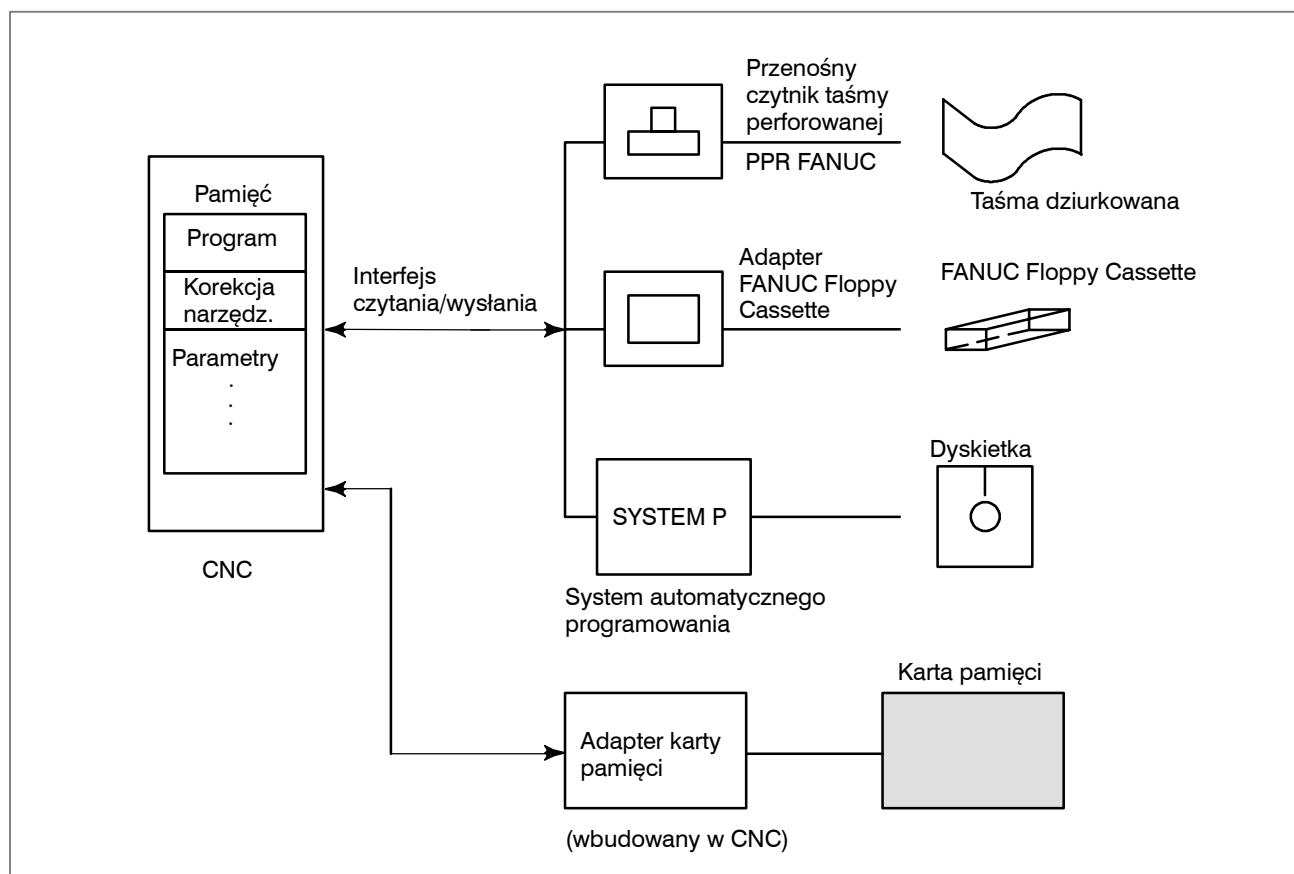 Przenośny
czytnik taśmy
perforowanej
PPR FANUC
Taśma dziurkowana
Pamięć
Program
Korekcja
narzędz.
Parametry
Interfejs
czytania/wysłania
Adapter
FANUC Floppy
Cassette
FANUC Floppy Cassette
CNC
SYSTEM P
Dyskietka
System automatycznego
programowania
Adapter karty
pamięci
Karta pamięci
(wbudowany w CNC)